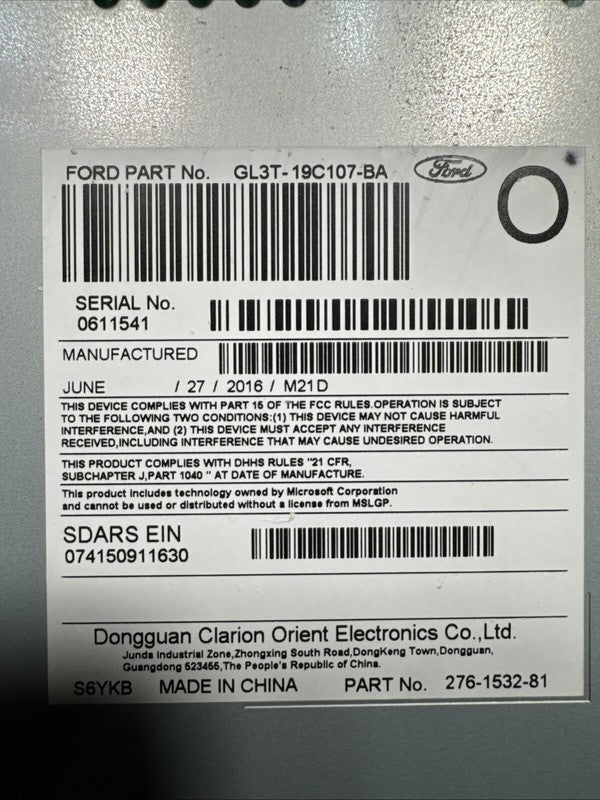 FORD PART No. GL3T-19C107-BA Ford
SERIAL No.
0611541
MANUFACTURED
JUNE / 27 / 2016 / M21D
THIS DEVICE COMPLIES WITH PART 15 OF THE FCC RULES.OPERATION IS SUBJECT
TO THE FOLLOWING TWO CONDITIONS:(1) THIS DEVICE MAY NOT CAUSE HARMFUL
INTERFERENCE,AND (2) THIS DEVICE MUST ACCEPT ANY INTERFERENCE
RECEIVED,INCLUDING INTERFERENCE THAT MAY CAUSE UNDESIRED OPERATION.
THIS PRODUCT COMPLIES WITH DHHS RULES "21 CFR,
SUBCHAPTER J,PART 1040 " AT DATE OF MANUFACTURE.
This product includes technology owned by Microsoft Corporation
and cannot be used or distributed without a license from MSLGP.
SDARS EIN
074150911630
Dongguan Clarion Orient Electronics Co.,Ltd.
Junda Industrial Zone,Zhongxing South Road,DongKeng Town,Dongguan,
Guangdong 523455,The People's Republic of China.
S6YKB MADE IN CHINA PART No. 276-1532-81